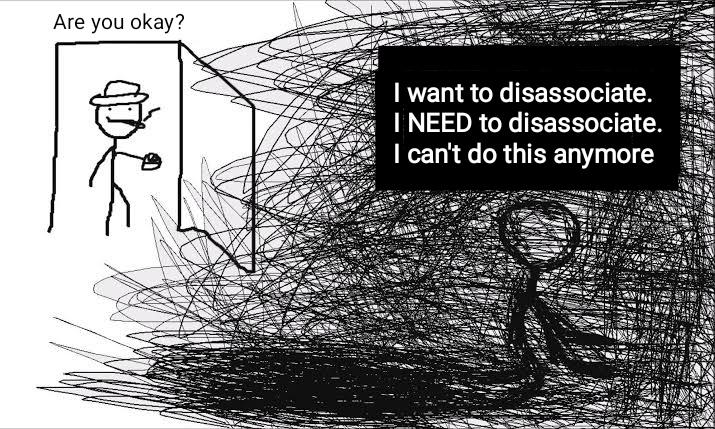 Are you okay?
I want to disassociate.
I NEED to disassociate.
I can't do this anymore